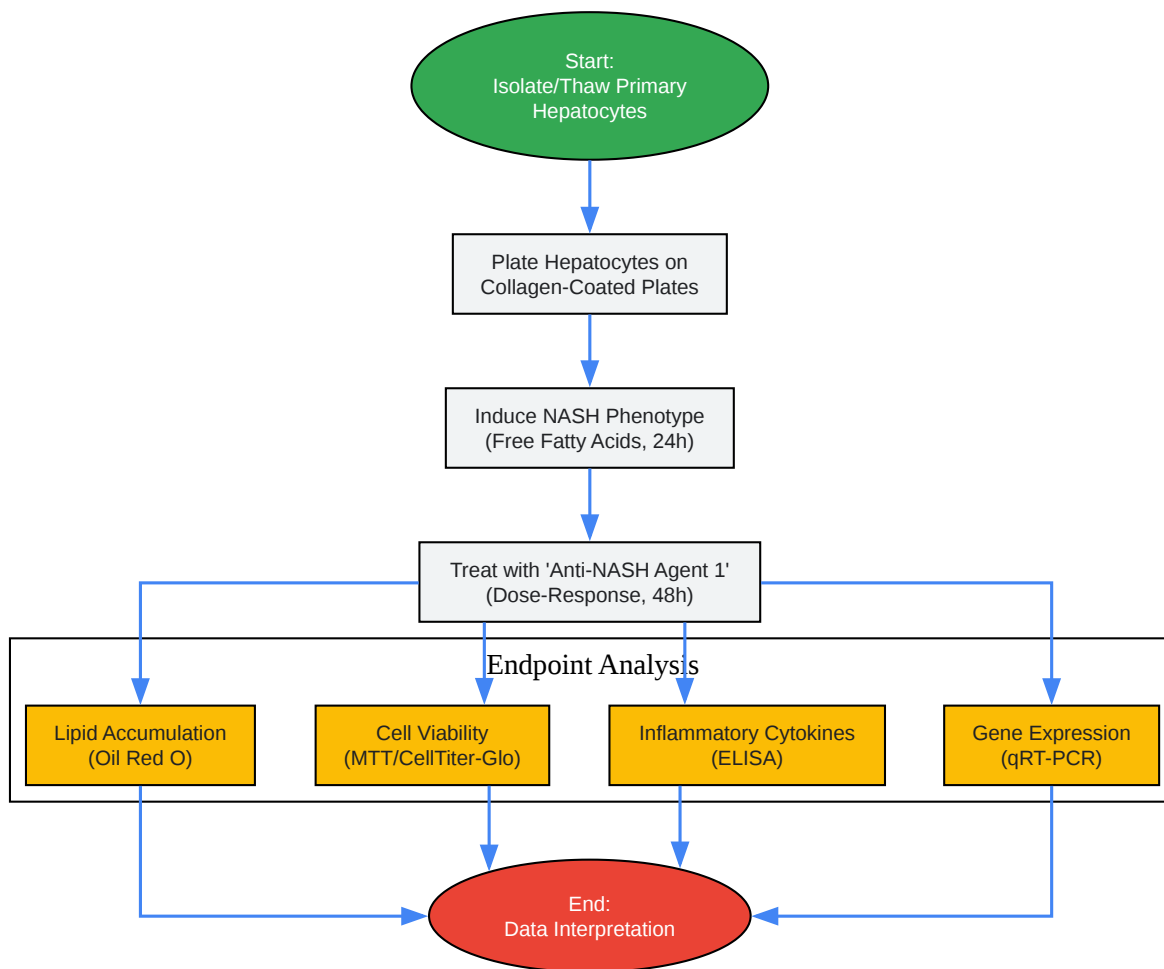 Start:
Isolate/Thaw Primary
Hepatocytes
Plate Hepatocytes on
Collagen-Coated Plates
Induce NASH Phenotype
(Free Fatty Acids, 24h)
Treat with 'Anti-NASH Agent 1'
(Dose-Response, 48h)
Endpoint Analysis
Lipid Accumulation
(Oil Red O)
Cell Viability
(MTT/CellTiter-Glo)
Inflammatory Cytokines
(ELISA)
Gene Expression
(qRT-PCR)
End:
Data Interpretation